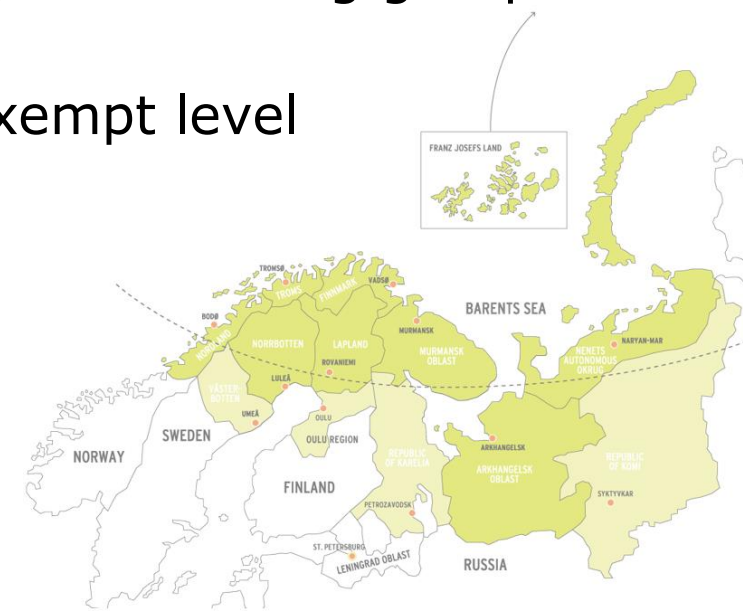 xempt level
FRANZ JOSEFS LAND
TROMSØ
TROMS
FINNMARK
VADSØ
BARENTS SEA
BODØ
NORDLAND
NORRBOTTEN
LAPLAND
MURMANSK
MURMANSK
OBLAST
NARYAN-MAR
NENETS
AUTONOMOUS
OKRUG
ROVANIEMI
LULEÅ
VÄSTER-
BOTTEN
UMEÅ
OULU
OULU REGION
SWEDEN
NORWAY
FINLAND
REPUBLIC
OF KARELIA
ARKHANGELSK
ARKHANGELSK
OBLAST
REPUBLIC
OF KOMI
SYKTYVKAR
PETROZAVODSK
ST. PETERSBURG
LENINGRAD OBLAST
RUSSIA